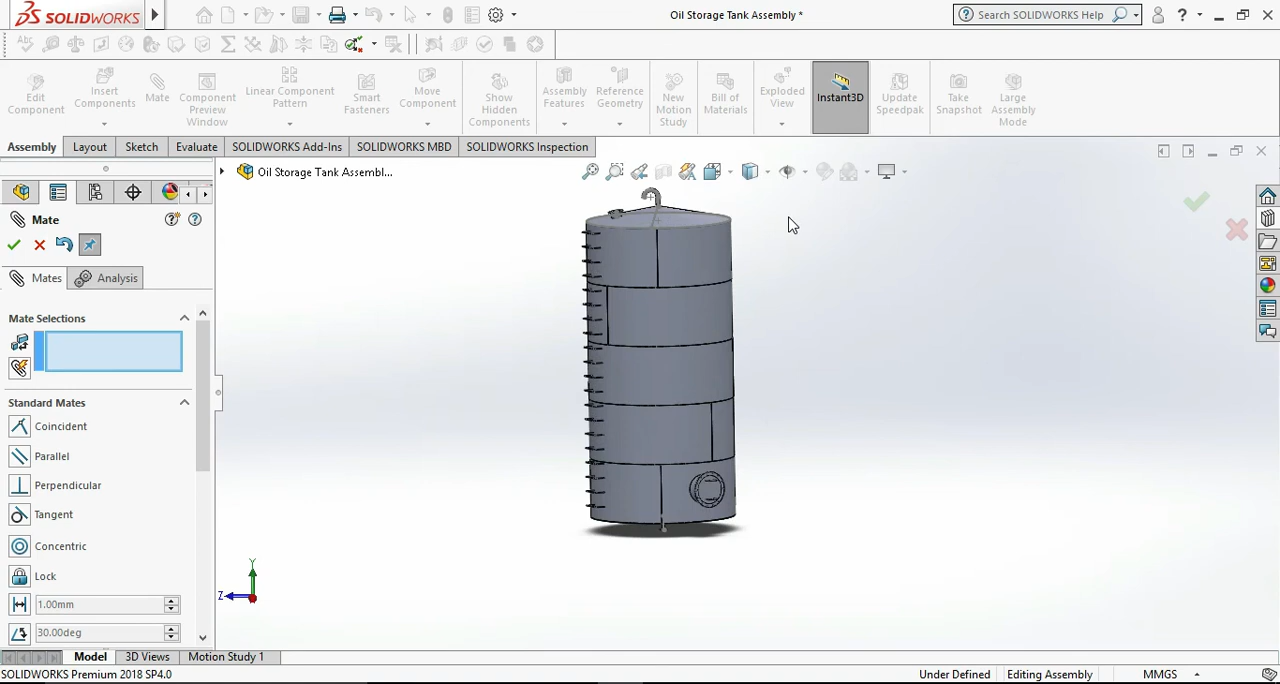 SOLIDWORKS
Oil Storage Tank Assembly *
Search SOLIDWORKS Help
?
Edit Component
Insert Components
Mate
Component Preview Window
Linear Component Pattern
Smart Fasteners
Move Component
Show Hidden Components
Assembly Features
Reference Geometry
New Motion Study
Bill of Materials
Exploded View
Instant3D
Update Speedpak
Take Snapshot
Large Assembly Mode
Assembly
Layout
Sketch
Evaluate
SOLIDWORKS Add-Ins
SOLIDWORKS MBD
SOLIDWORKS Inspection
Oil Storage Tank Assembl...
Mate
Mates
Analysis
Mate Selections
Standard Mates
Coincident
Parallel
Perpendicular
Tangent
Concentric
Lock
1.00mm
30.00deg
Y
Z
Model
3D Views
Motion Study 1
SOLIDWORKS Premium 2018 SP4.0
Under Defined
Editing Assembly
MMGS